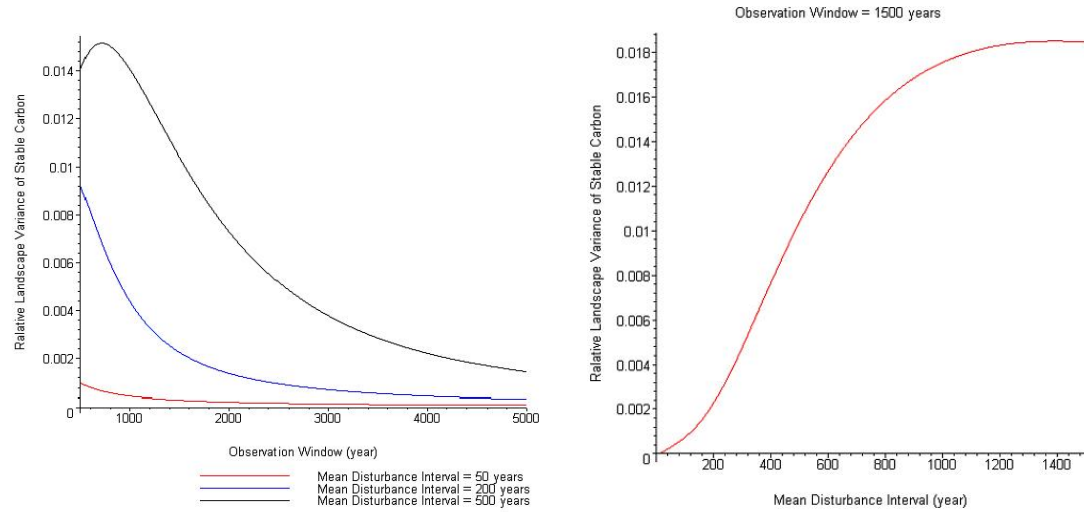 Ralative Landscape Variance of Stable Carbon
0.014
0.012
0.01
0.008
0.006
0.004
0.002
0
1000 2000 3000 4000 5000
Observation Window (year)
Mean Disturbance Interval = 50 years
Mean Disturbance Interval = 200 years
Mean Disturbance Interval = 500 years
Observation Window = 1500 years
Ralative Landscape Variance of Stable Carbon
0.018
0.016
0.014
0.012
0.01
0.008
0.006
0.004
0.002
0
200 400 600 800 1000 1200 1400
Mean Disturbance Interval (year)